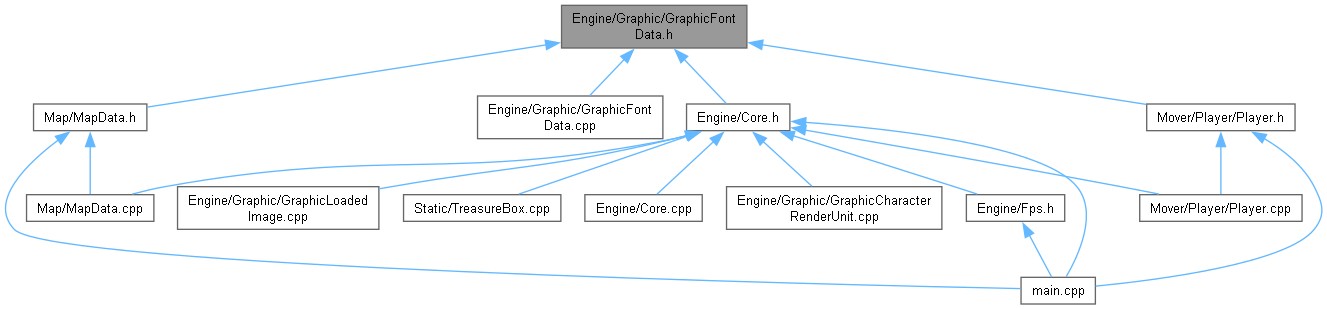 Engine/Graphic/GraphicFont
Data.h
Map/MapData.h
Engine/Graphic/GraphicFont
Data.cpp
Engine/Core.h
Mover/Player/Player.h
Map/MapData.cpp
Engine/Graphic/GraphicLoaded
Image.cpp
Static/TreasureBox.cpp
Engine/Core.cpp
Engine/Graphic/GraphicCharacter
RenderUnit.cpp
Engine/Fps.h
Mover/Player/Player.cpp
main.cpp